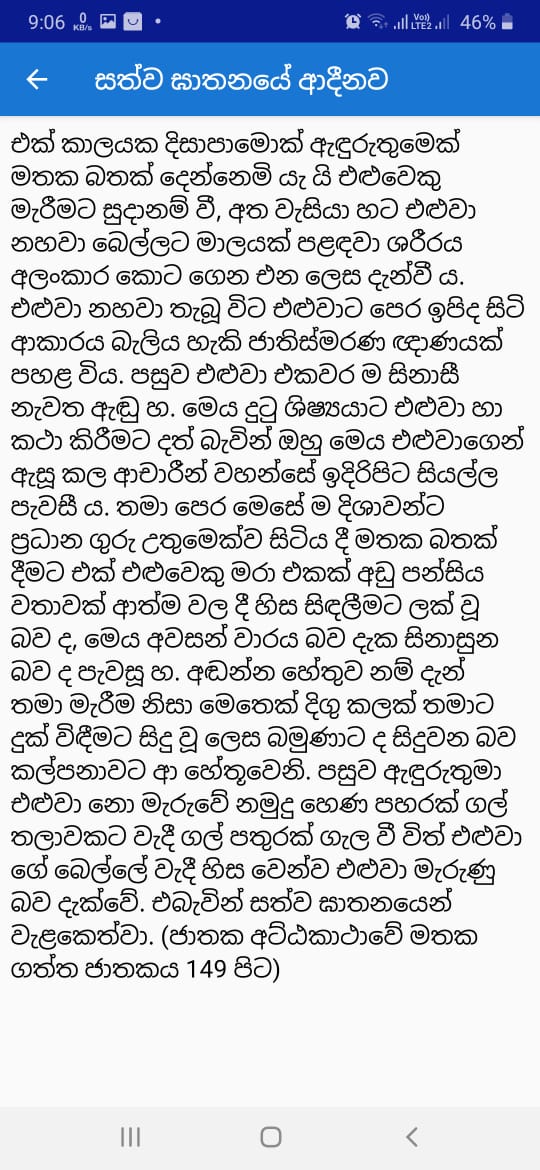 9:06 0 KB/s Vo)) LTE2 46%
සත්ව ඝාතනයේ ආදීනව
එක් කාලයක දිසාපාමොක් ඇඳුරුතුමෙක්
මතක බතක් දෙන්නෙමි යැ යි එළුවෙකු
මැරීමට සුදානම් වී, අත වැසියා හට එළුවා
නහවා බෙල්ලට මාලයක් පළඳවා ශරීරය
අලංකාර කොට ගෙන එන ලෙස දැන්වී ය.
එළුවා නහවා තැබූ විට එළුවාට පෙර ඉපිද සිටි
ආකාරය බැලිය හැකි ජාතිස්මරණ ඥාණයක්
පහළ විය. පසුව එළුවා එකවර ම සිනාසී
නැවත ඇඬූ හ. මෙය දුටු ශිෂ්‍යයාට එළුවා හා
කථා කිරීමට දත් බැවින් ඔහු මෙය එළුවාගෙන්
ඇසූ කල ආචාරීන් වහන්සේ ඉදිරිපිට සියල්ල
පැවසී ය. තමා පෙර මෙසේ ම දිශාවන්ට
ප්‍රධාන ගුරු උතුමෙක්ව සිටිය දී මතක බතක්
දීමට එක් එළුවෙකු මරා එකක් අඩු පන්සිය
වතාවක් ආත්ම වල දී හිස සිඳලීමට ලක් වූ
බව ද, මෙය අවසන් වාරය බව දැක සිනාසුන
බව ද පැවසූ හ. අඬන්න හේතුව නම් දැන්
තමා මැරීම නිසා මෙතෙක් දිගු කලක් තමාට
දුක් විඳීමට සිදු වූ ලෙස බමුණාට ද සිදුවන බව
කල්පනාවට ආ හේතුවෙනි. පසුව ඇඳුරුතුමා
එළුවා නො මැරුවේ නමුදු හෙණ පහරක් ගල්
තලාවකට වැදී ගල් පතුරක් ගැල වී විත් එළුවා
ගේ බෙල්ලේ වැදී හිස වෙන්ව එළුවා මැරුණු
බව දැක්වේ. එබැවින් සත්ව ඝාතනයෙන්
වැළකෙත්වා. (ජාතක අට්ඨකාථාවේ මතක
ගත්ත ජාතකය 149 පිට)